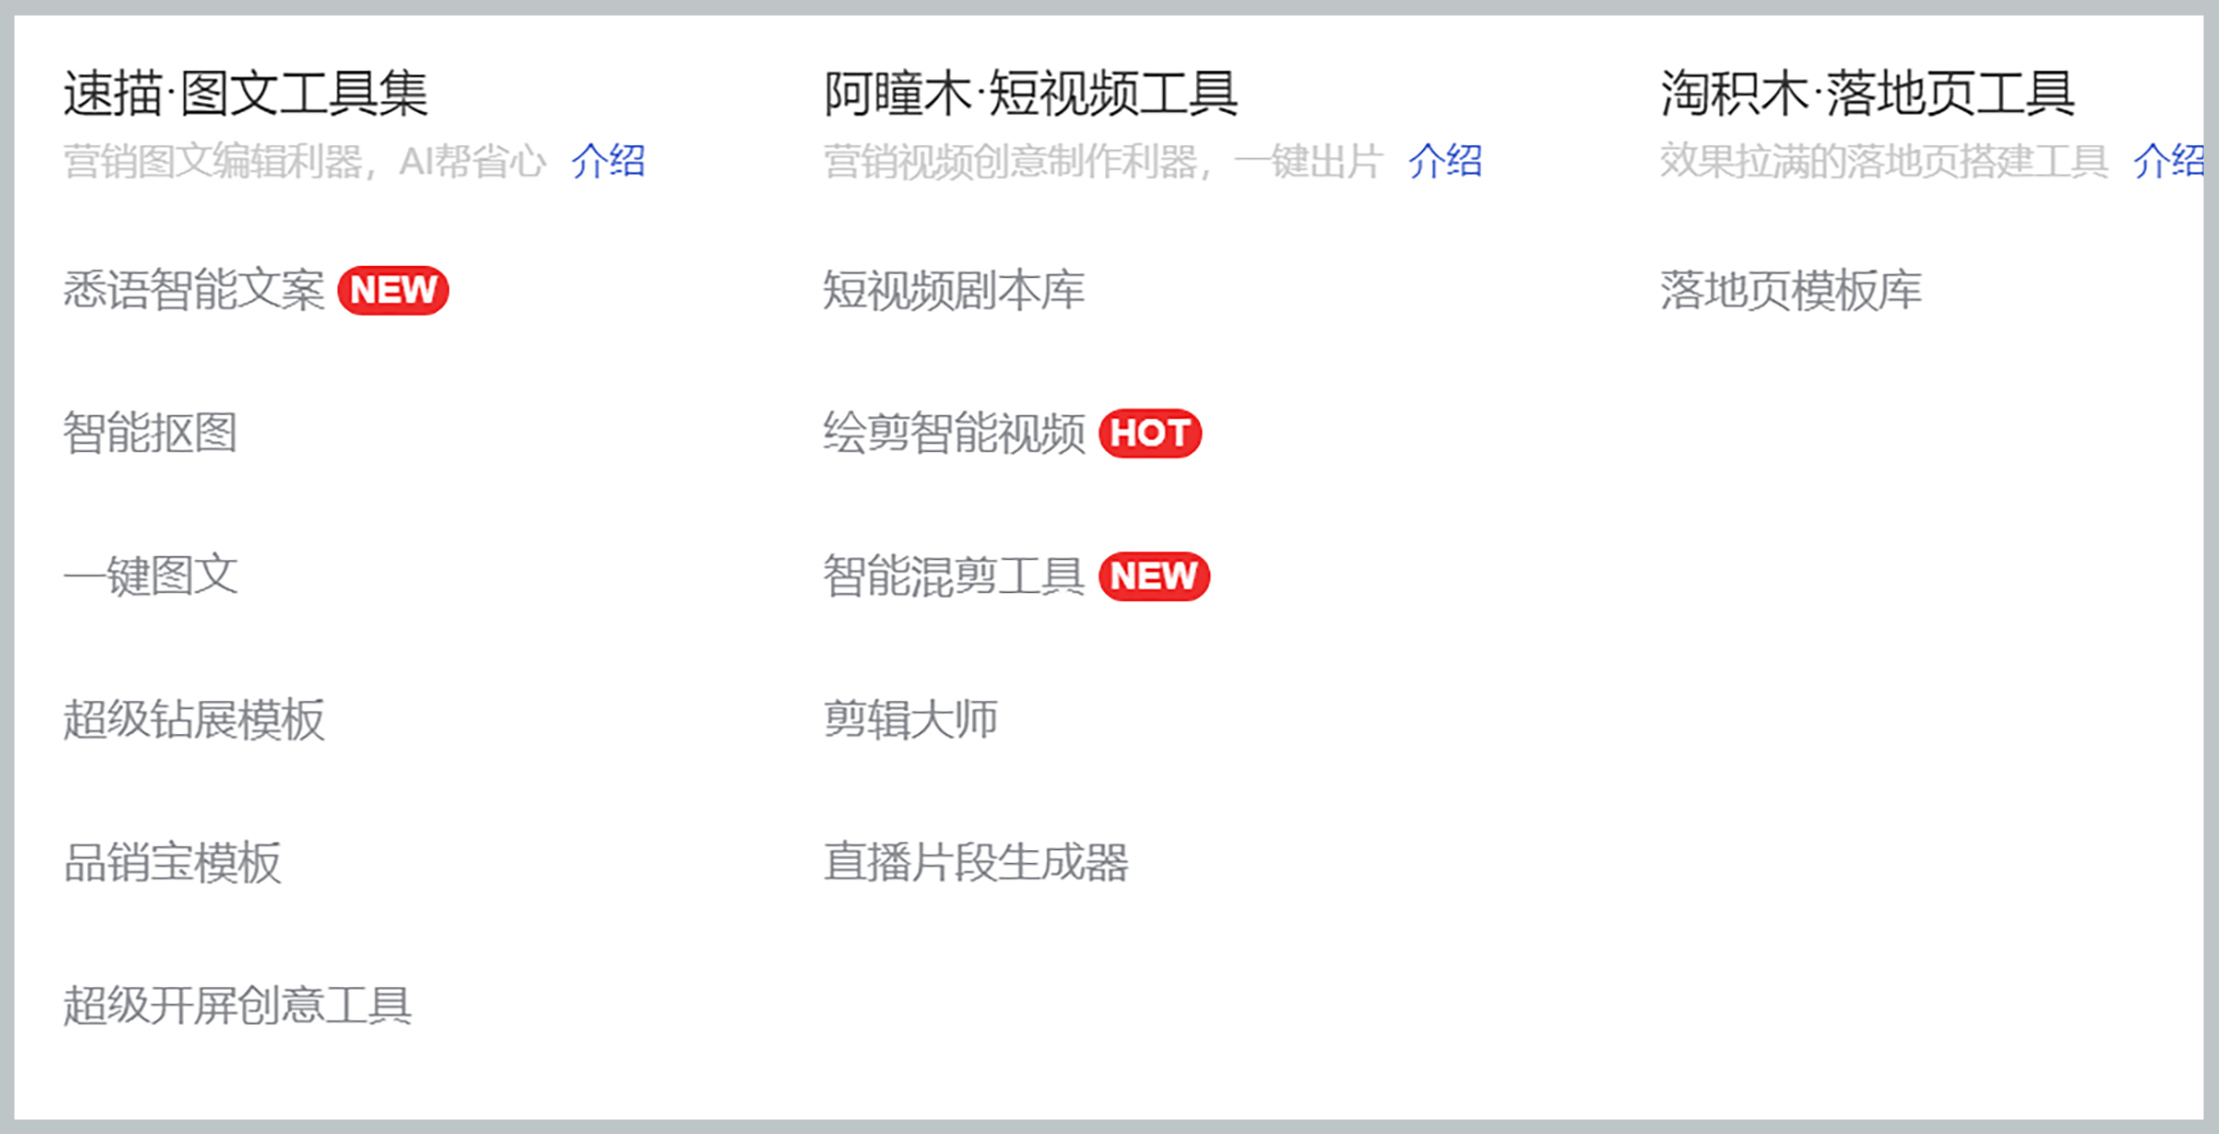 速描·图文工具集
营销图文编辑利器，AI帮省心 介绍
悉语智能文案 NEW
智能抠图
一键图文
超级钻展模板
品销宝模板
超级开屏创意工具
阿瞳木·短视频工具
营销视频创意制作利器，一键出片 介绍
短视频剧本库
绘剪智能视频 HOT
智能混剪工具 NEW
剪辑大师
直播片段生成器
淘积木·落地页工具
效果拉满的落地页搭建工具 介绍
落地页模板库